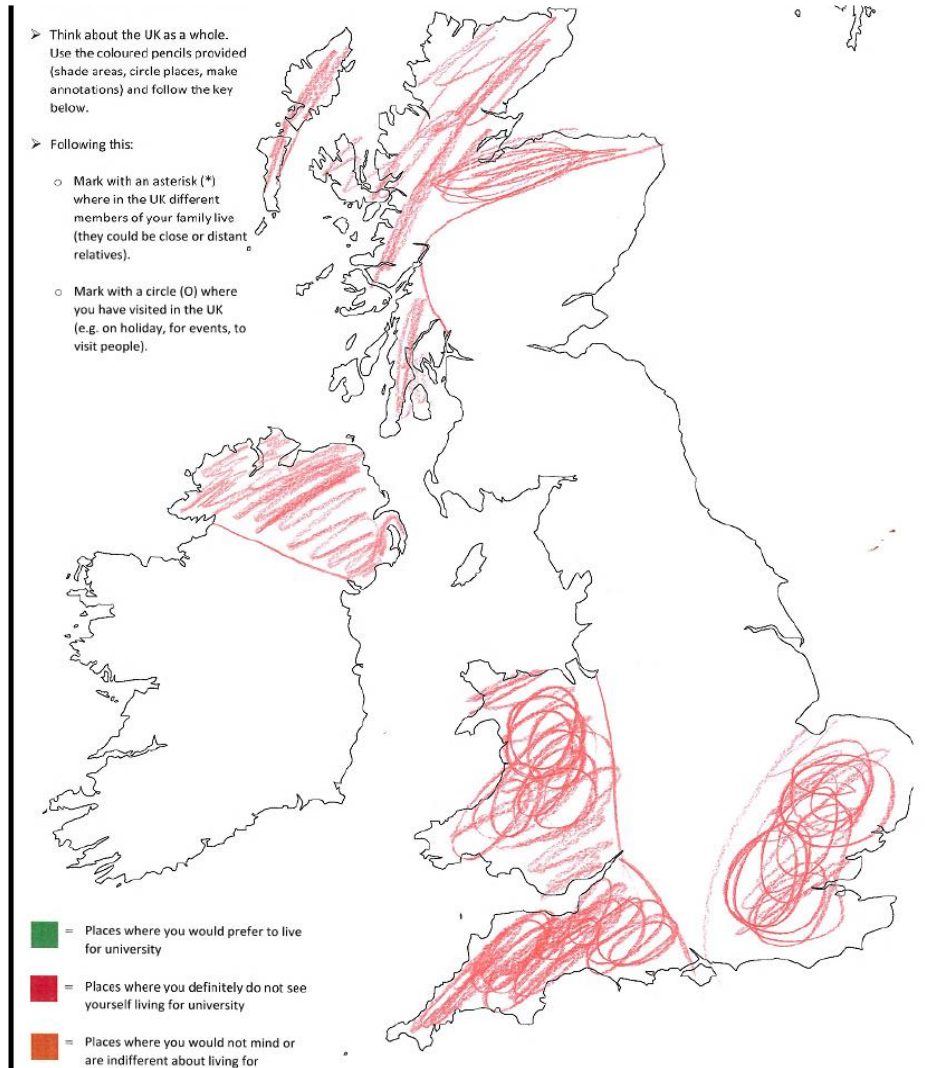 ➢ Think about the UK as a whole.
Use the coloured pencils provided
(shade areas, circle places, make
annotations) and follow the key
below.
➢ Following this:
o Mark with an asterisk (*)
where in the UK different
members of your family live
(they could be close or distant
relatives).
o Mark with a circle (O) where
you have visited in the UK
(e.g. on holiday, for events, to
visit people).
= Places where you would prefer to live
for university
= Places where you definitely do not see
yourself living for university
= Places where you would not mind or
are indifferent about living for